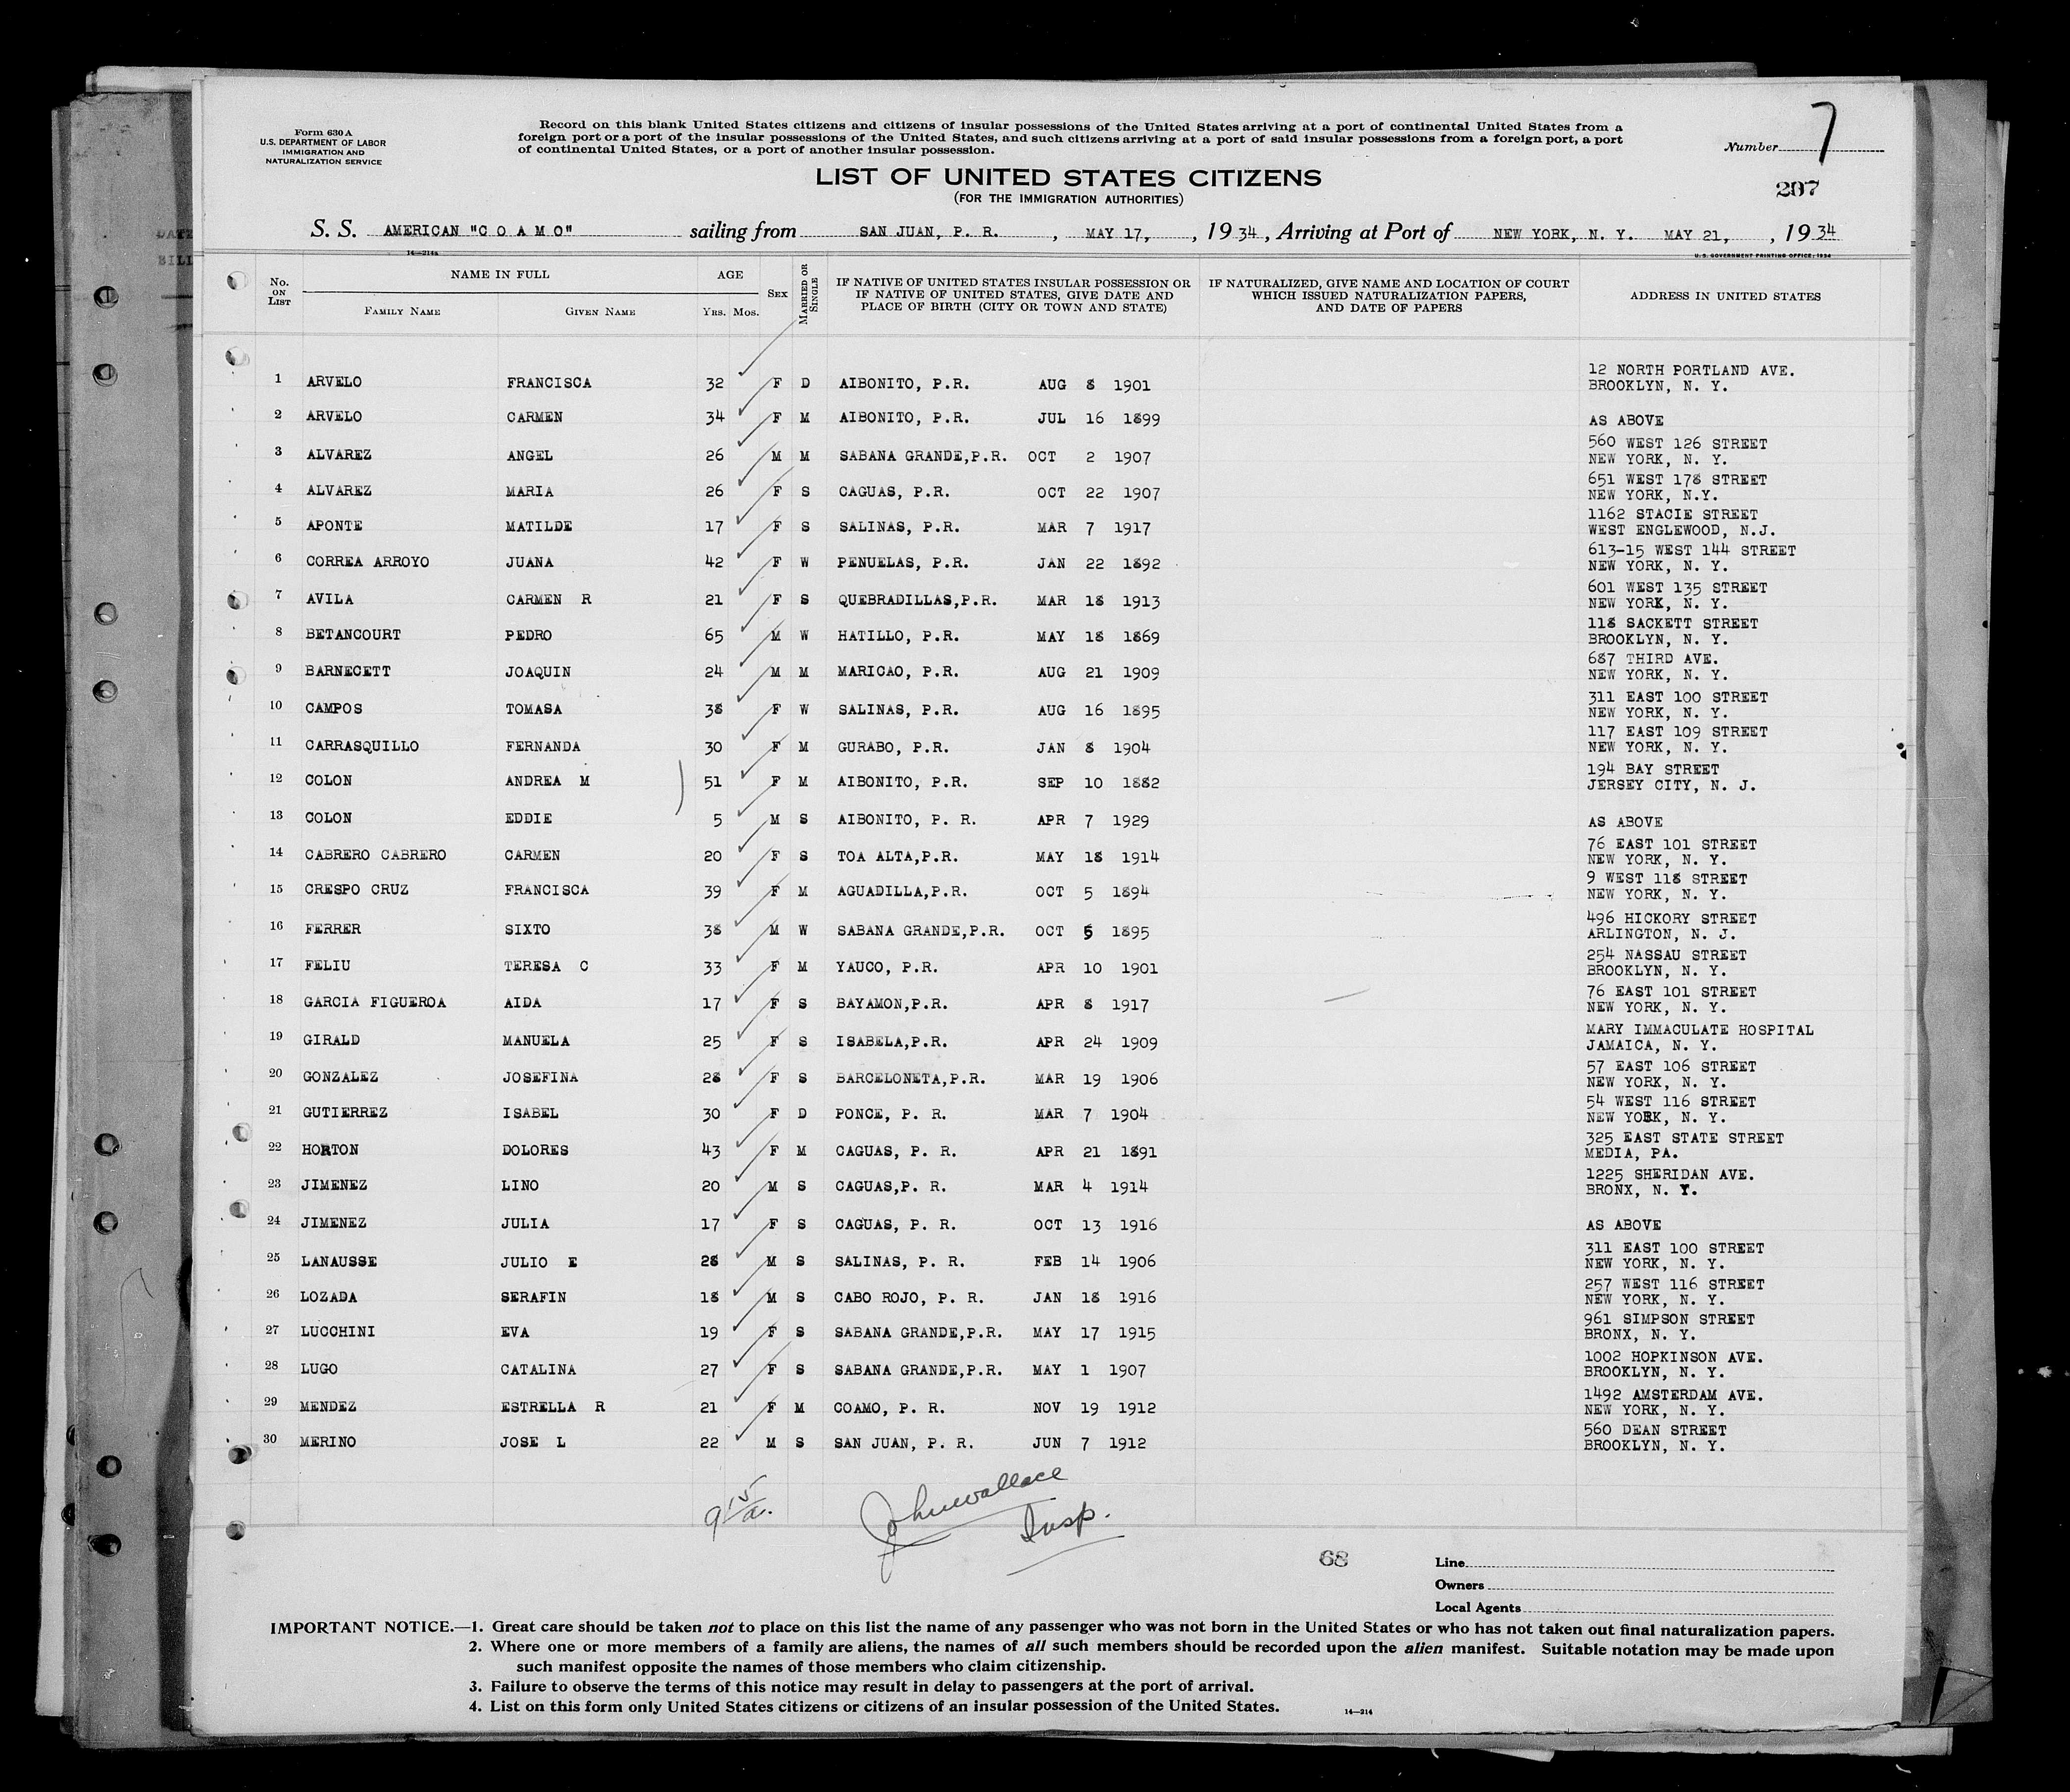 7
Form 630 A
U.S. DEPARTMENT OF LABOR
IMMIGRATION AND
NATURALIZATION SERVICE
Record on this blank United States citizens and citizens of insular possessions of the United States arriving at a port of continental United States from a
foreign port or a port of the insular possessions of the United States, and such citizens arriving at a port of said insular possessions from a foreign port, a port
of continental United States, or a port of another insular possession.
Number
LIST OF UNITED STATES CITIZENS
(FOR THE IMMIGRATION AUTHORITIES)
207
S. S. AMERICAN "C O A M O" sailing from SAN JUAN, P. R. , MAY 17, , 19 34 , Arriving at Port of NEW YORK, N. Y. MAY 21, , 19 34
14—214a
U. S. GOVERNMENT PRINTING OFFICE: 1934
No. ON LIST NAME IN FULL FAMILY NAME GIVEN NAME AGE YRS. MOS. SEX MARRIED OR SINGLE IF NATIVE OF UNITED STATES INSULAR POSSESSION OR IF NATIVE OF UNITED STATES, GIVE DATE AND PLACE OF BIRTH (CITY OR TOWN AND STATE) IF NATURALIZED, GIVE NAME AND LOCATION OF COURT WHICH ISSUED NATURALIZATION PAPERS, AND DATE OF PAPERS ADDRESS IN UNITED STATES
1 ARVELO FRANCISCA 32 F D AIBONITO, P.R. AUG 8 1901 12 NORTH PORTLAND AVE. BROOKLYN, N. Y.
2 ARVELO CARMEN 34 F M AIBONITO, P.R. JUL 16 1899 AS ABOVE
3 ALVAREZ ANGEL 26 M M SABANA GRANDE,P.R. OCT 2 1907 560 WEST 126 STREET NEW YORK, N. Y.
4 ALVAREZ MARIA 26 F S CAGUAS, P.R. OCT 22 1907 651 WEST 178 STREET NEW YORK, N.Y.
5 APONTE MATILDE 17 F S SALINAS, P.R. MAR 7 1917 1162 STACIE STREET WEST ENGLEWOOD, N.J.
6 CORREA ARROYO JUANA 42 F W PENUELAS, P.R. JAN 22 1892 613-15 WEST 144 STREET NEW YORK, N. Y.
7 AVILA CARMEN R 21 F S QUEBRADILLAS,P.R. MAR 18 1913 601 WEST 135 STREET NEW YORK, N. Y.
8 BETANCOURT PEDRO 65 M W HATILLO, P.R. MAY 18 1869 118 SACKETT STREET BROOKLYN, N. Y.
9 BARNECETT JOAQUIN 24 M M MARICAO, P.R. AUG 21 1909 687 THIRD AVE. NEW YORK, N. Y.
10 CAMPOS TOMASA 38 F W SALINAS, P.R. AUG 16 1895 311 EAST 100 STREET NEW YORK, N. Y.
11 CARRASQUILLO FERNANDA 30 F M GURABO, P.R. JAN 8 1904 117 EAST 109 STREET NEW YORK, N. Y.
12 COLON ANDREA M 51 F M AIBONITO, P.R. SEP 10 1882 194 BAY STREET JERSEY CITY, N. J.
13 COLON EDDIE 5 M S AIBONITO, P. R. APR 7 1929 AS ABOVE
14 CABRERO CABRERO CARMEN 20 F S TOA ALTA,P.R. MAY 18 1914 76 EAST 101 STREET NEW YORK, N. Y.
15 CRESPO CRUZ FRANCISCA 39 F M AGUADILLA,P.R. OCT 5 1894 9 WEST 118 STREET NEW YORK, N. Y.
16 FERRER SIXTO 38 M W SABANA GRANDE,P.R. OCT 5 1895 496 HICKORY STREET ARLINGTON, N. J.
17 FELIU TERESA C 33 F M YAUCO, P.R. APR 10 1901 254 NASSAU STREET BROOKLYN, N. Y.
18 GARCIA FIGUEROA AIDA 17 F S BAYAMON,P.R. APR 8 1917 76 EAST 101 STREET NEW YORK, N. Y.
19 GIRALD MANUELA 25 F S ISABELA,P.R. APR 24 1909 MARY IMMACULATE HOSPITAL JAMAICA, N. Y.
20 GONZALEZ JOSEFINA 28 F S BARCELONETA,P.R. MAR 19 1906 57 EAST 106 STREET NEW YORK, N. Y.
21 GUTIERREZ ISABEL 30 F D PONCE, P. R. MAR 7 1904 54 WEST 116 STREET NEW YORK, N. Y.
22 HORTON DOLORES 43 F M CAGUAS, P. R. APR 21 1891 325 EAST STATE STREET MEDIA, PA.
23 JIMENEZ LINO 20 M S CAGUAS,P. R. MAR 4 1914 1225 SHERIDAN AVE. BRONX, N. Y.
24 JIMENEZ JULIA 17 F S CAGUAS, P. R. OCT 13 1916 AS ABOVE
25 LANAUSSE JULIO E 28 M S SALINAS, P. R. FEB 14 1906 311 EAST 100 STREET NEW YORK, N. Y.
26 LOZADA SERAFIN 18 M S CABO ROJO, P. R. JAN 18 1916 257 WEST 116 STREET NEW YORK, N. Y.
27 LUCCHINI EVA 19 F S SABANA GRANDE,P.R. MAY 17 1915 961 SIMPSON STREET BRONX, N. Y.
28 LUGO CATALINA 27 F S SABANA GRANDE,P.R. MAY 1 1907 1002 HOPKINSON AVE. BROOKLYN, N. Y.
29 MENDEZ ESTRELLA R 21 F M COAMO, P. R. NOV 19 1912 1492 AMSTERDAM AVE. NEW YORK, N. Y.
30 MERINO JOSE L 22 M S SAN JUAN, P. R. JUN 7 1912 560 DEAN STREET BROOKLYN, N. Y.
John Wallace
Insp.
68
Line
Owners
Local Agents
IMPORTANT NOTICE.—1. Great care should be taken not to place on this list the name of any passenger who was not born in the United States or who has not taken out final naturalization papers.
2. Where one or more members of a family are aliens, the names of all such members should be recorded upon the alien manifest. Suitable notation may be made upon
such manifest opposite the names of those members who claim citizenship.
3. Failure to observe the terms of this notice may result in delay to passengers at the port of arrival.
4. List on this form only United States citizens or citizens of an insular possession of the United States.
14—214